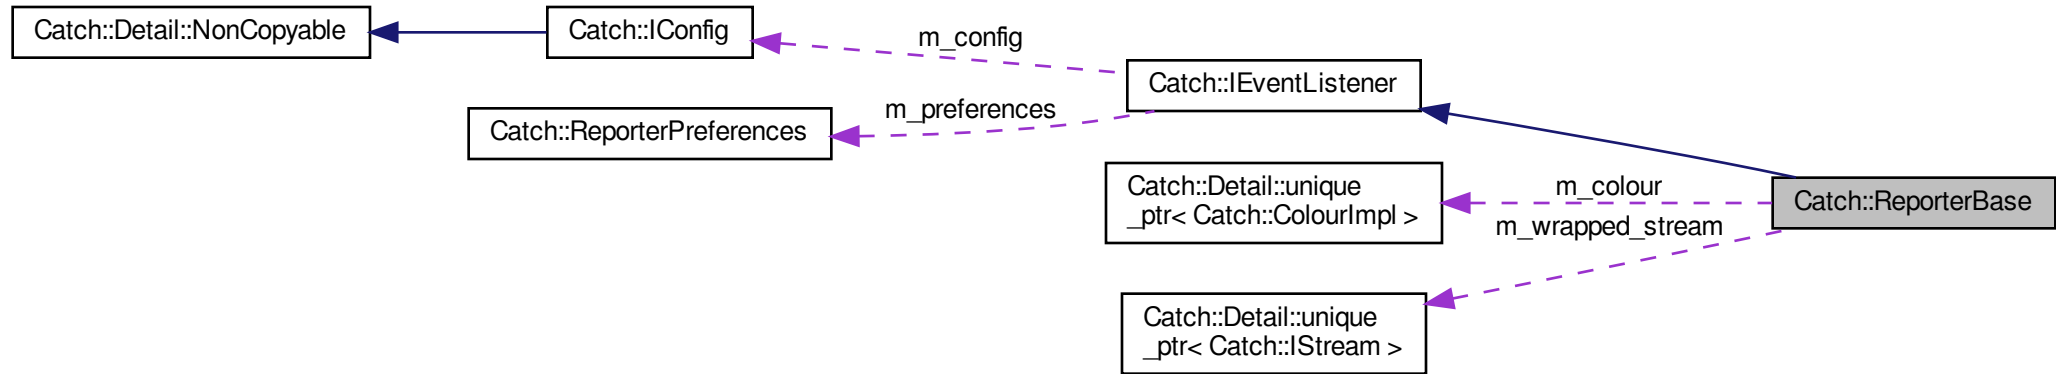 Catch::Detail::NonCopyable
Catch::IConfig
m_config
Catch::IEventListener
Catch::ReporterPreferences
m_preferences
Catch::Detail::unique
_ptr< Catch::ColourImpl >
m_colour
Catch::ReporterBase
m_wrapped_stream
Catch::Detail::unique
_ptr< Catch::IStream >